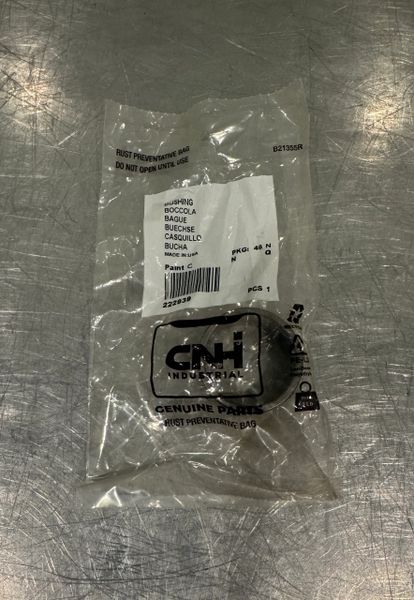 RUST PREVENTATIVE BAG
DO NOT OPEN UNTIL USE
B21355R
BUSHING
BOCCOLA
BAGUE
BUECHSE
CASQUILLO
BUCHA
MADE IN USA
PKG: 48 N
N Q
Paint C
222939
PCS 1
CNH
INDUSTRIAL
GENUINE PARTS
RUST PREVENTATIVE BAG